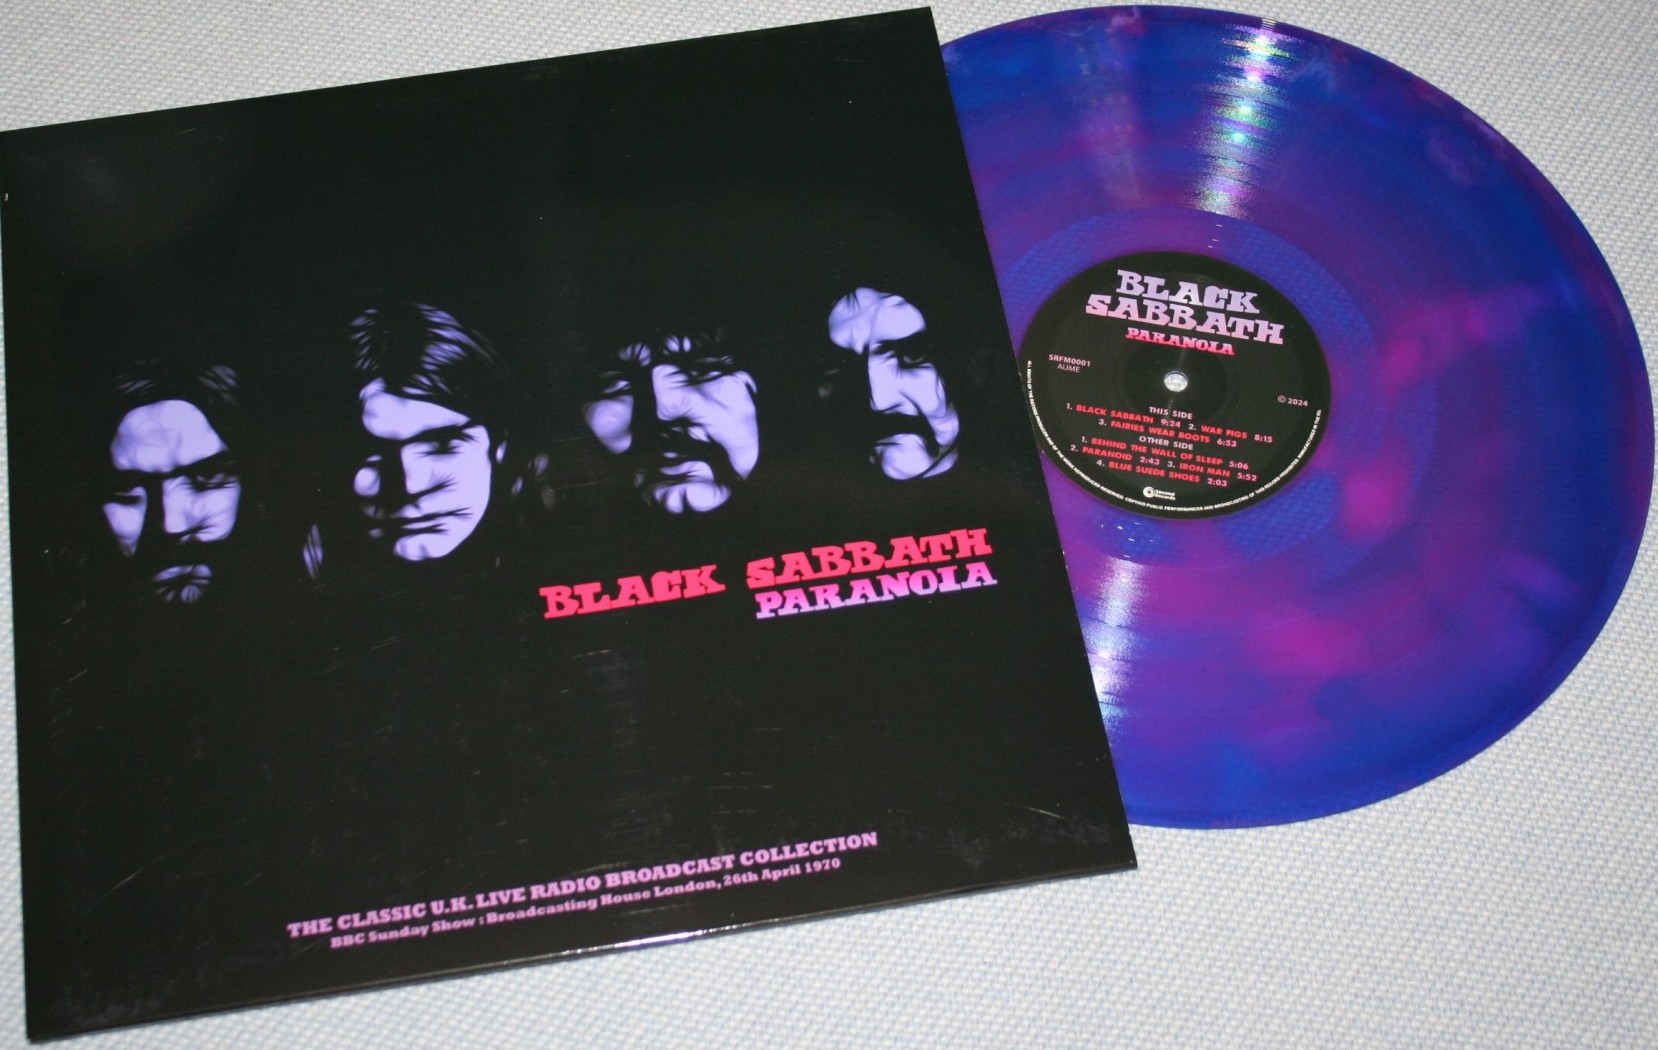 BLACK SABBATH
PARANOIA
THE CLASSIC U.K. LIVE RADIO BROADCAST COLLECTION
BBC Sunday Show : Broadcasting House London, 26th April 1970
BLACK
SABBATH
PARANOIA
SRFM0001
AUME
© 2024
THIS SIDE
1. BLACK SABBATH 9:24 2. WAR PIGS 8:15
3. FAIRIES WEAR BOOTS 6:53
OTHER SIDE
1. BEHIND THE WALL OF SLEEP 5:06
2. PARANOID 2:43 3. IRON MAN 5:52
4. BLUE SUEDE SHOES 2:03
Second
Records